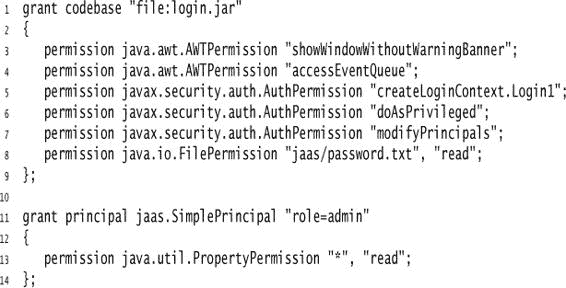 1 grant codebase "file:login.jar"
2 {
3    permission java.awt.AWTPermission "showWindowWithoutWarningBanner";
4    permission java.awt.AWTPermission "accessEventQueue";
5    permission javax.security.auth.AuthPermission "createLoginContext.Login1";
6    permission javax.security.auth.AuthPermission "doAsPrivileged";
7    permission javax.security.auth.AuthPermission "modifyPrincipals";
8    permission java.io.FilePermission "jaas/password.txt", "read";
9 };
10
11 grant principal jaas.SimplePrincipal "role=admin"
12 {
13    permission java.util.PropertyPermission "*", "read";
14 };